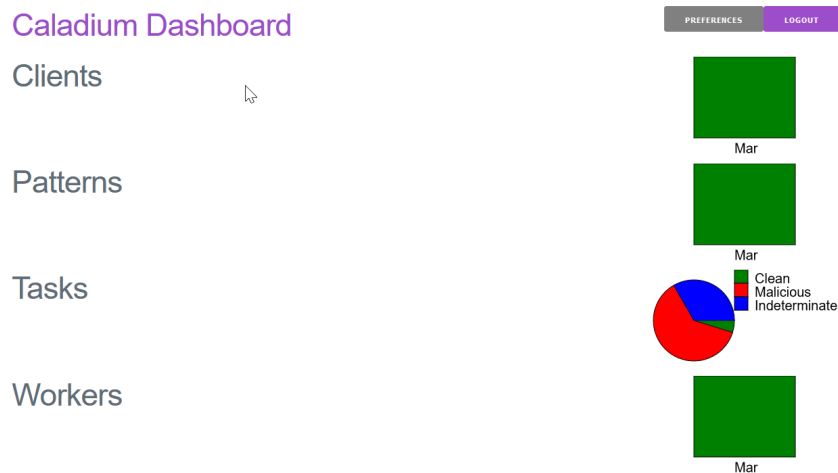 Caladium Dashboard
PREFERENCES
LOGOUT
Clients
Mar
Patterns
Mar
Tasks
Clean
Malicious
Indeterminate
Workers
Mar